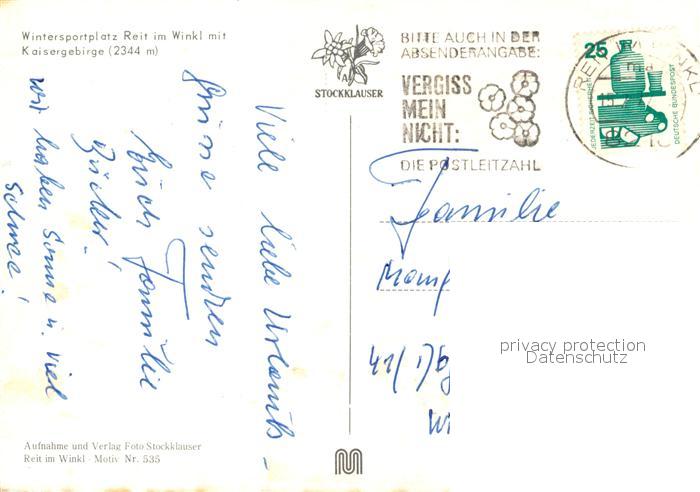 Wintersportplatz Reit im Winkl mit
Kaisergebirge (2344 m)
STOCKKLAUSER
BITTE AUCH IN DER
ABSENDERANGABE:
VERGISS
MEIN
NICHT:
DIE POSTLEITZAHL
25
JEDERZEIT SICHERHEIT
DEUTSCHE BUNDESPOST
Viele liebe Urlaubs-
grüsse senden
Familie
wir haben Sonne u. viel
Schnee!
Familie
privacy protection
Datenschutz
Aufnahme und Verlag Foto Stockklauser
Reit im Winkl · Motiv Nr. 535